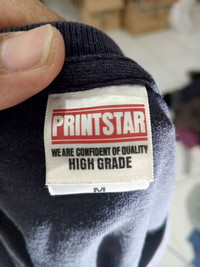 PRINTSTAR
WE ARE CONFIDENT OF QUALITY
HIGH GRADE
M